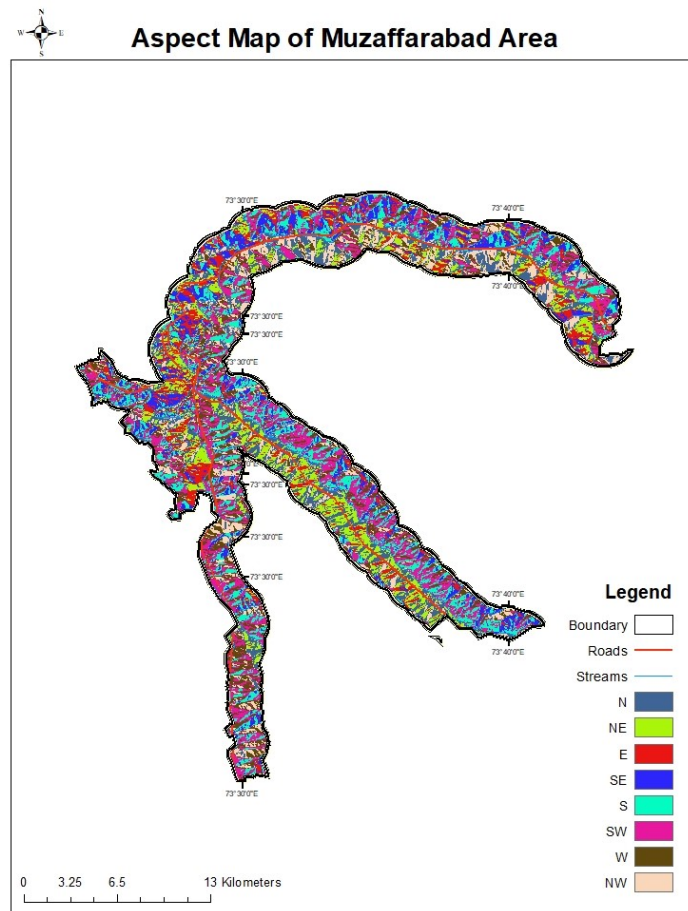 N
W E
S
Aspect Map of Muzaffarabad Area
73° 30'0"E
73° 40'0"E
73° 40'0"E
73° 30'0"E
73° 30'0"E
73° 30'0"E
73° 30'0"E
73° 30'0"E
73° 30'0"E
73° 40'0"E
73° 40'0"E
73° 30'0"E
Legend
Boundary
Roads
Streams
N
NE
E
SE
S
SW
W
NW
0 3.25 6.5 13 Kilometers